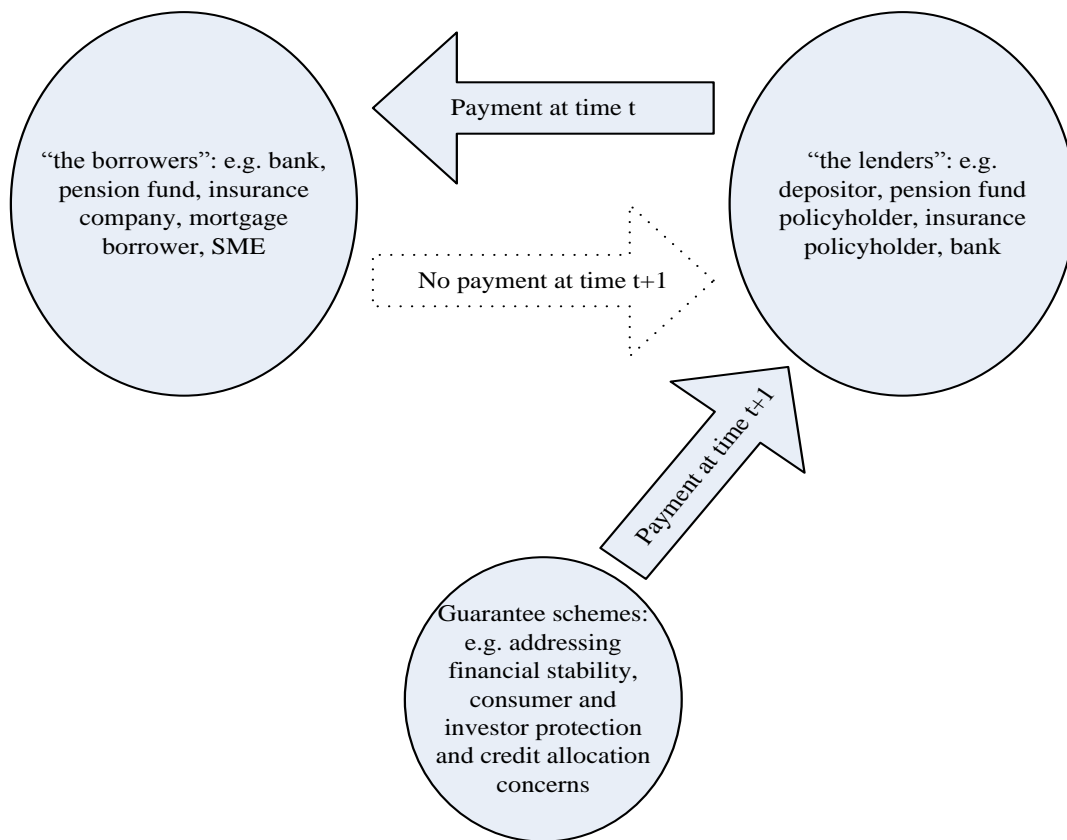 Payment at time t
“the borrowers”: e.g. bank,
pension fund, insurance
company, mortgage
borrower, SME
“the lenders”: e.g.
depositor, pension fund
policyholder, insurance
policyholder, bank
No payment at time t+1
Payment at time t+1
Guarantee schemes:
e.g. addressing
financial stability,
consumer and
investor protection
and credit allocation
concerns